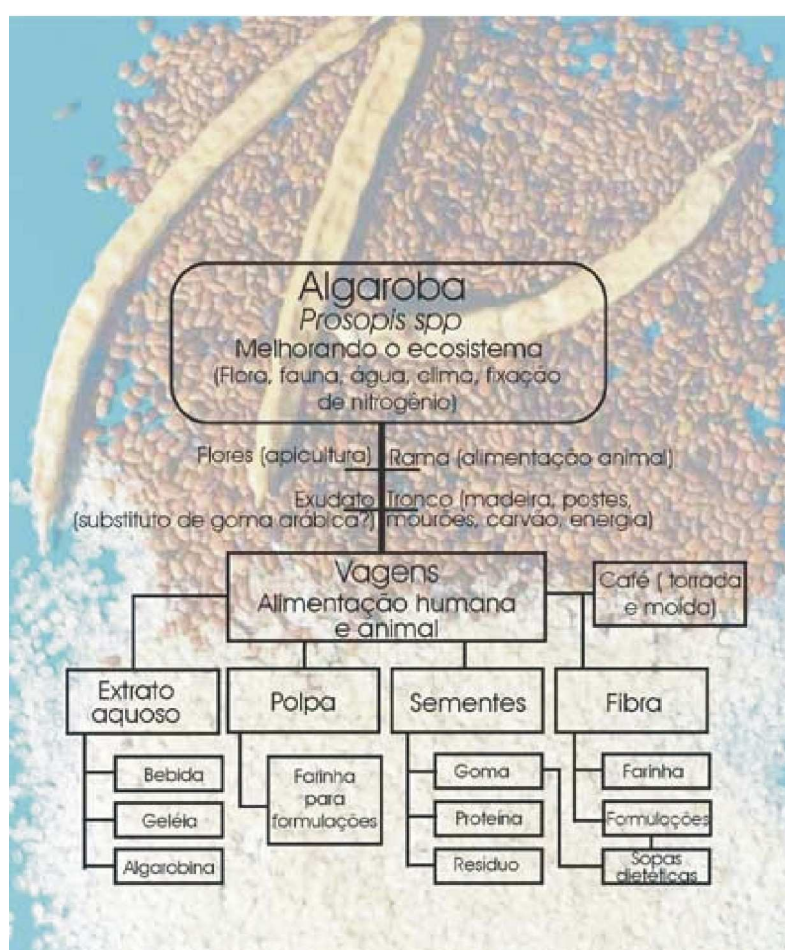 Algaroba
Prosopis spp
Melhorando o ecosistema
(Flora, fauna, água, clima, fixação
de nitrogênio)
Flores (apicultura)
Rama (alimentação animal)
Exudato
(substituto de goma arábica?)
Tronco (madeira, postes,
mourões, carvão, energia)
Vagens
Alimentação humana
e animal
Café ( torrada
e moída)
Extrato
aquoso
Polpa
Sementes
Fibra
Bebida
Geléia
Algarobina
Farinha
para
formulações
Goma
Proteína
Resíduo
Farinha
Formulações
Sopas
dietéticas